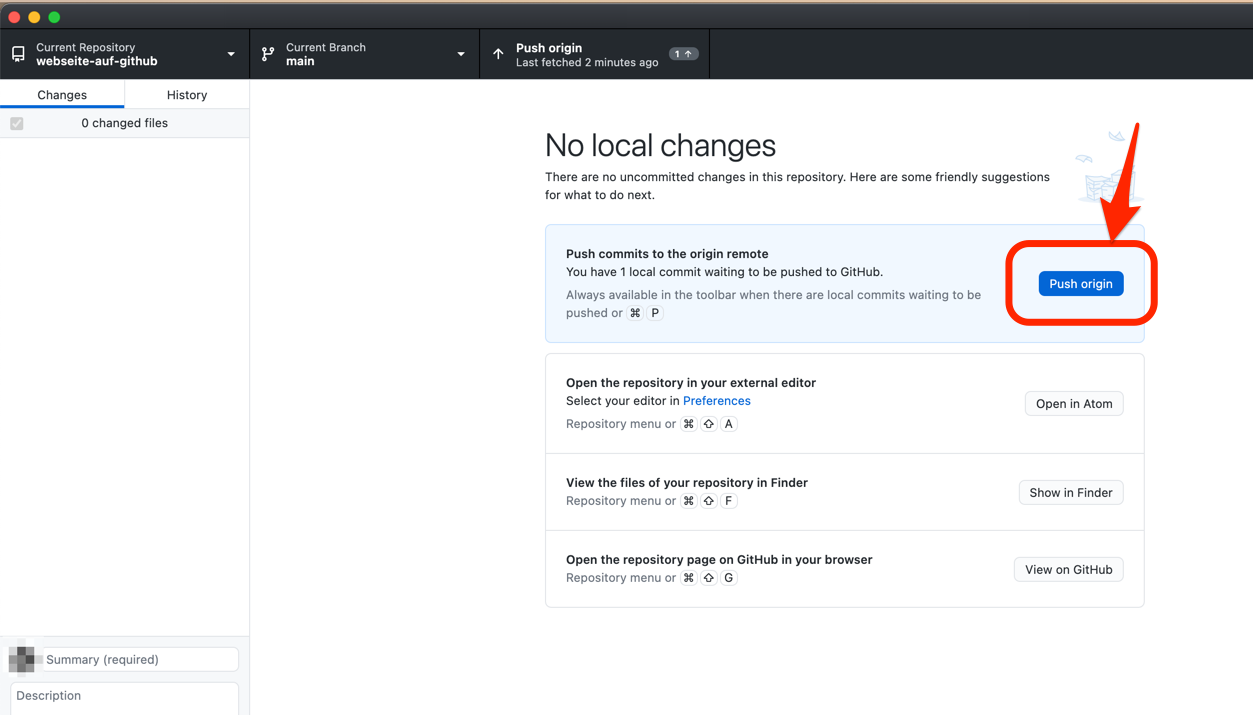 Current Repository
webseite-auf-github
Current Branch
main
Push origin
Last fetched 2 minutes ago
1 ↑
Changes
History
0 changed files
No local changes
There are no uncommitted changes in this repository. Here are some friendly suggestions
for what to do next.
Push commits to the origin remote
You have 1 local commit waiting to be pushed to GitHub.
Always available in the toolbar when there are local commits waiting to be
pushed or ⌘ P
Push origin
Open the repository in your external editor
Select your editor in Preferences
Repository menu or ⌘ ⇧ A
Open in Atom
View the files of your repository in Finder
Repository menu or ⌘ ⇧ F
Show in Finder
Open the repository page on GitHub in your browser
Repository menu or ⌘ ⇧ G
View on GitHub
Summary (required)
Description